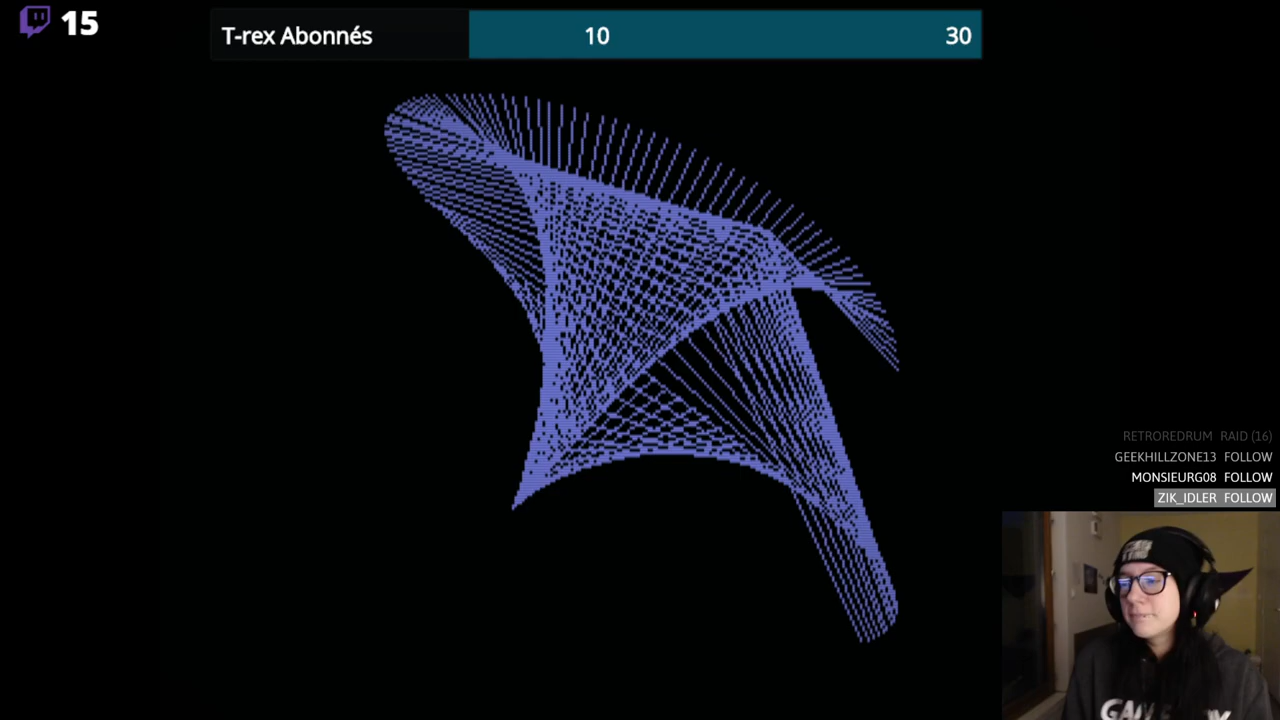 15
T-rex Abonnés 10 30
RETROREDRUM RAID (16)
GEEKHILLZONE13 FOLLOW
MONSIEURG08 FOLLOW
ZIK_IDLER FOLLOW